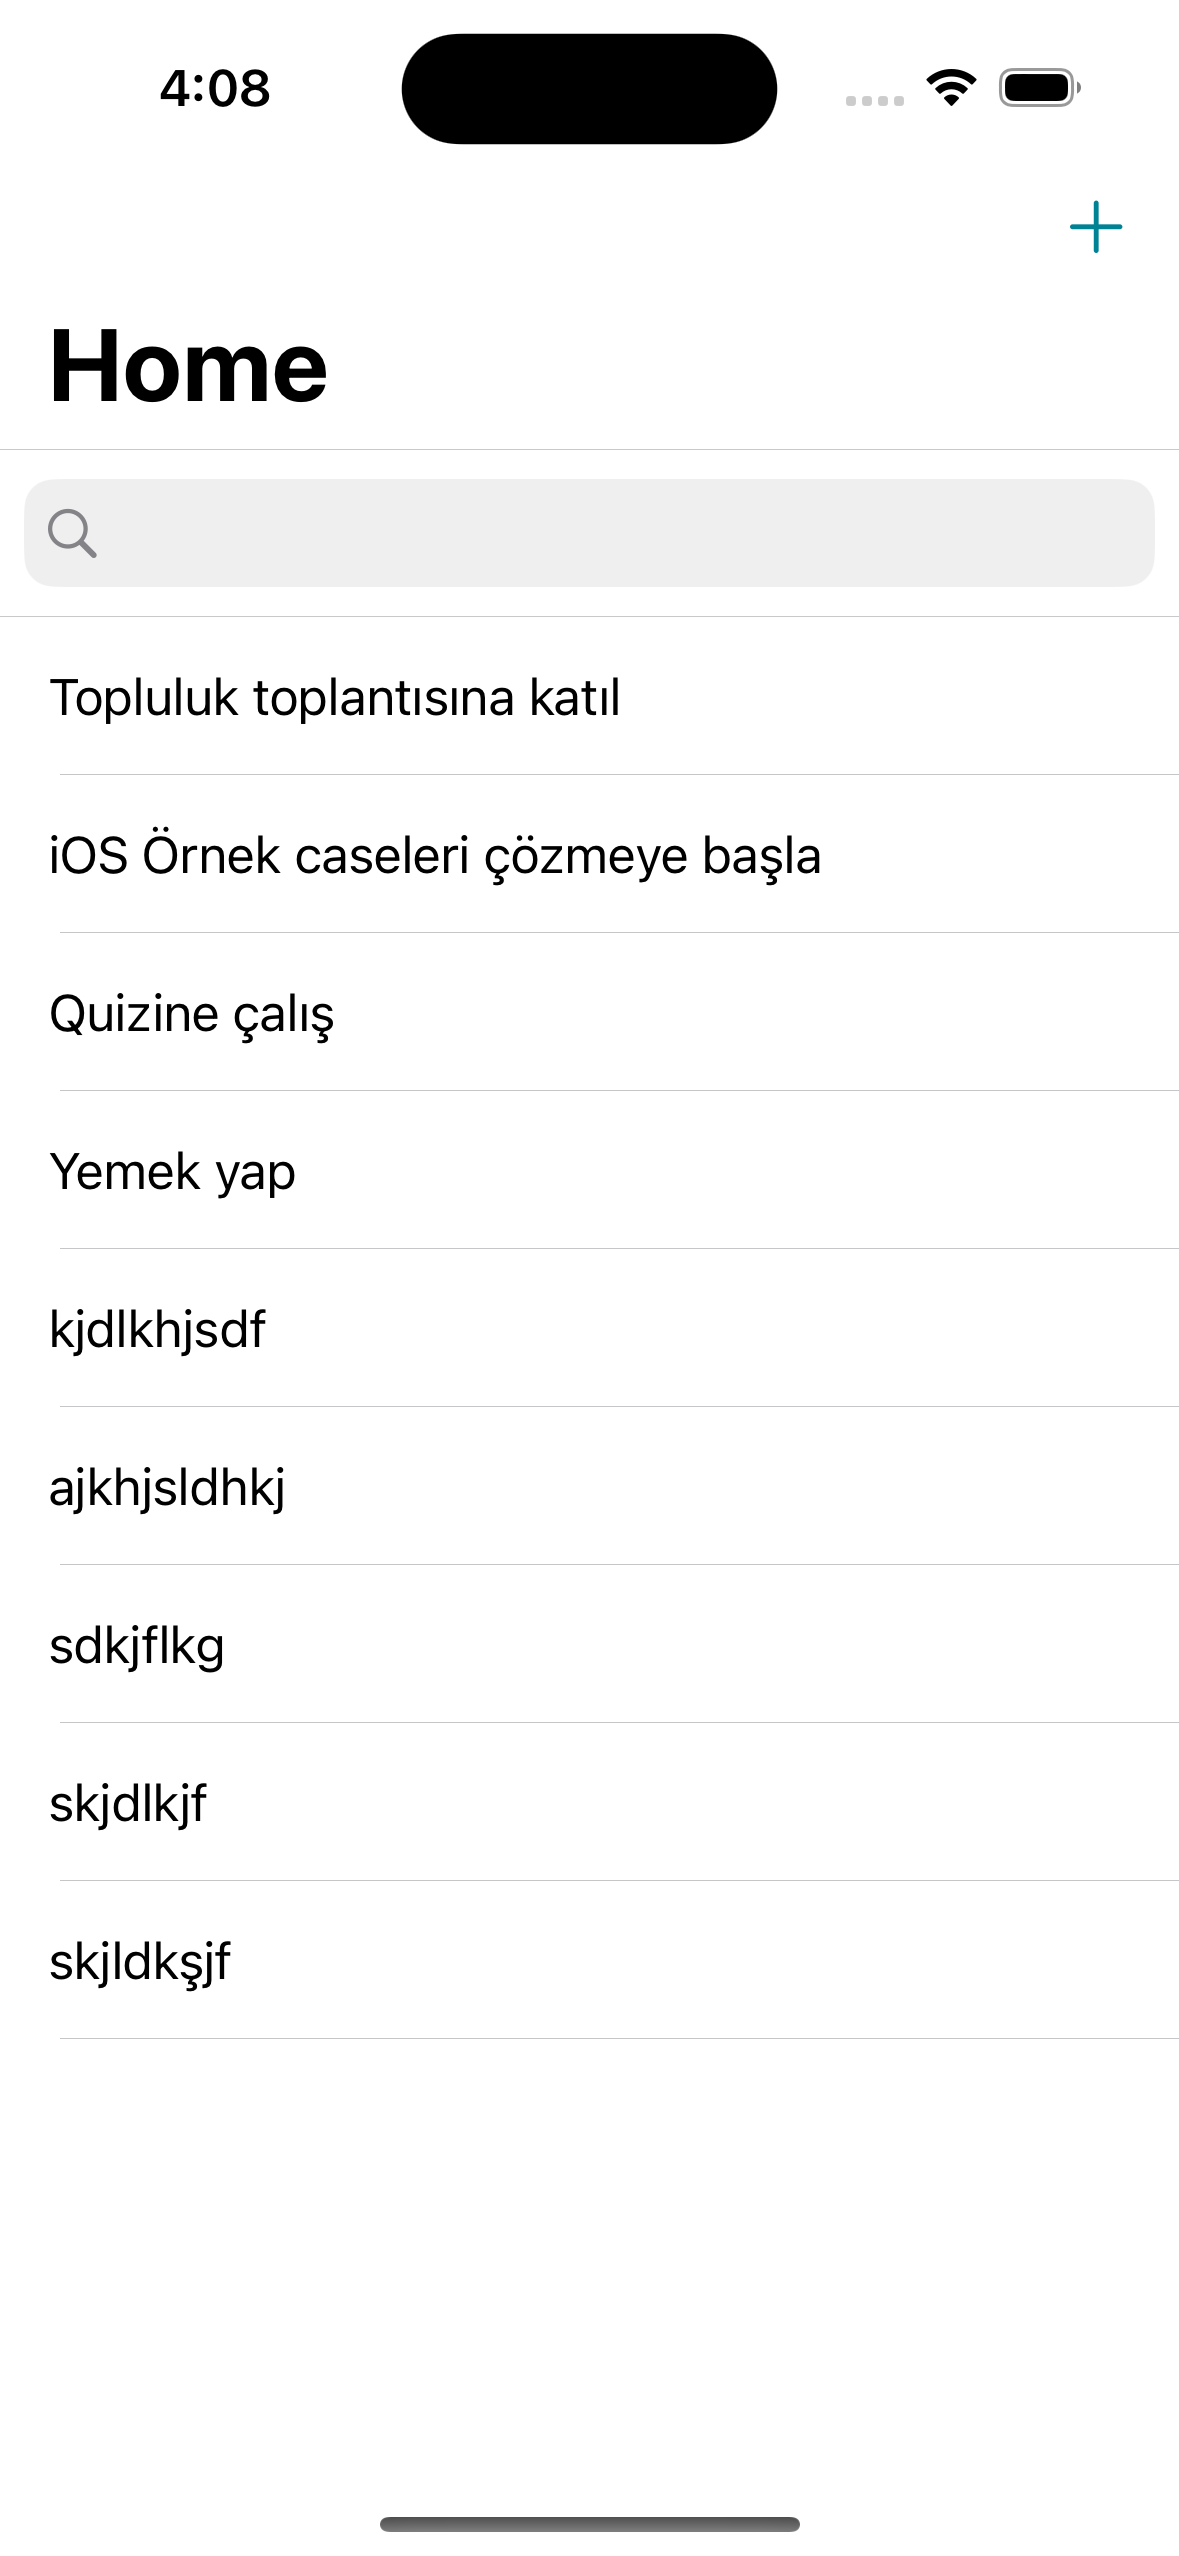 4:08
Home
Topluluk toplantısına katıl
iOS Örnek caseleri çözmeye başla
Quizine çalış
Yemek yap
kjdlkhjsdf
ajkhjsldhkj
sdkjflkg
skjdlkjf
skjldkşjf